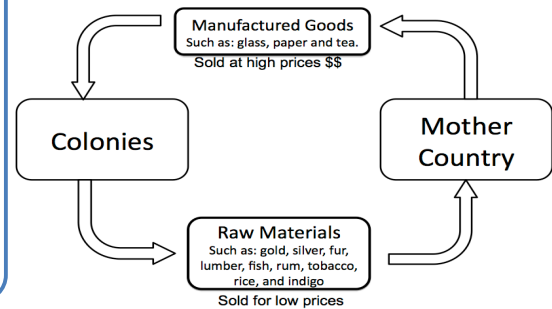 Manufactured Goods
Such as: glass, paper and tea.
Sold at high prices $$
Colonies
Mother
Country
Raw Materials
Such as: gold, silver, fur,
lumber, fish, rum, tobacco,
rice, and indigo
Sold for low prices